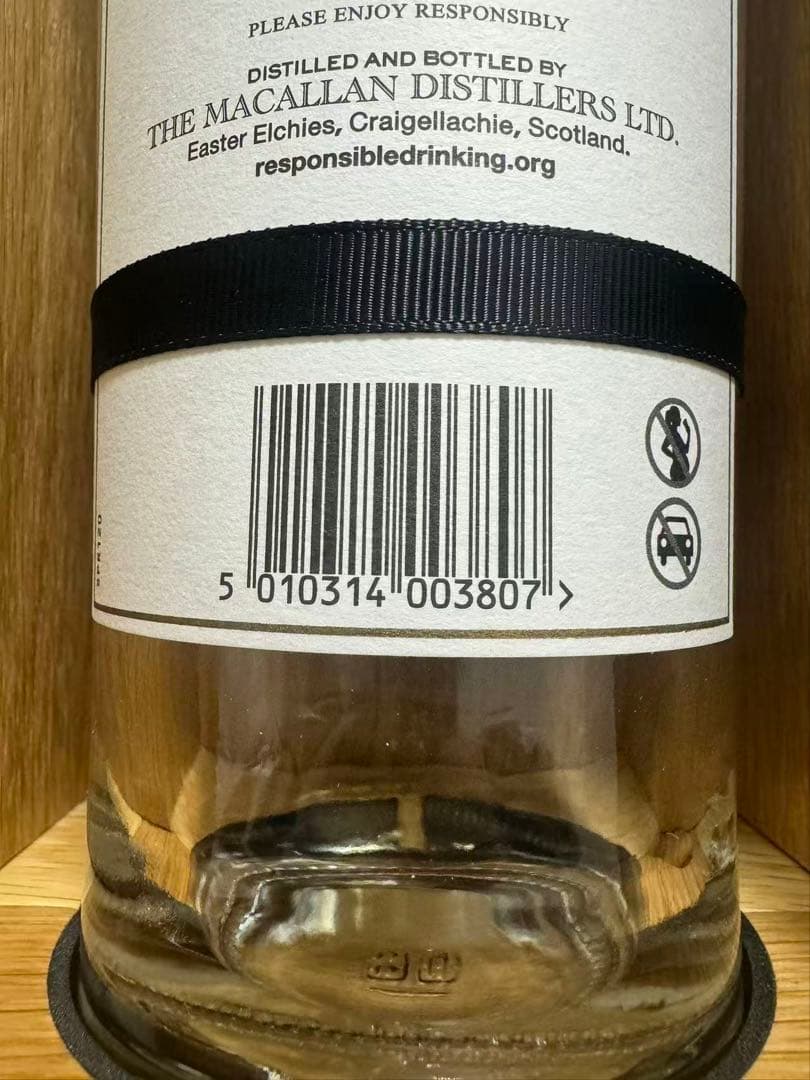 PLEASE ENJOY RESPONSIBLY
DISTILLED AND BOTTLED BY
THE MACALLAN DISTILLERS LTD.
Easter Elchies, Craigellachie, Scotland.
responsibledrinking.org
5 010314 003807 >